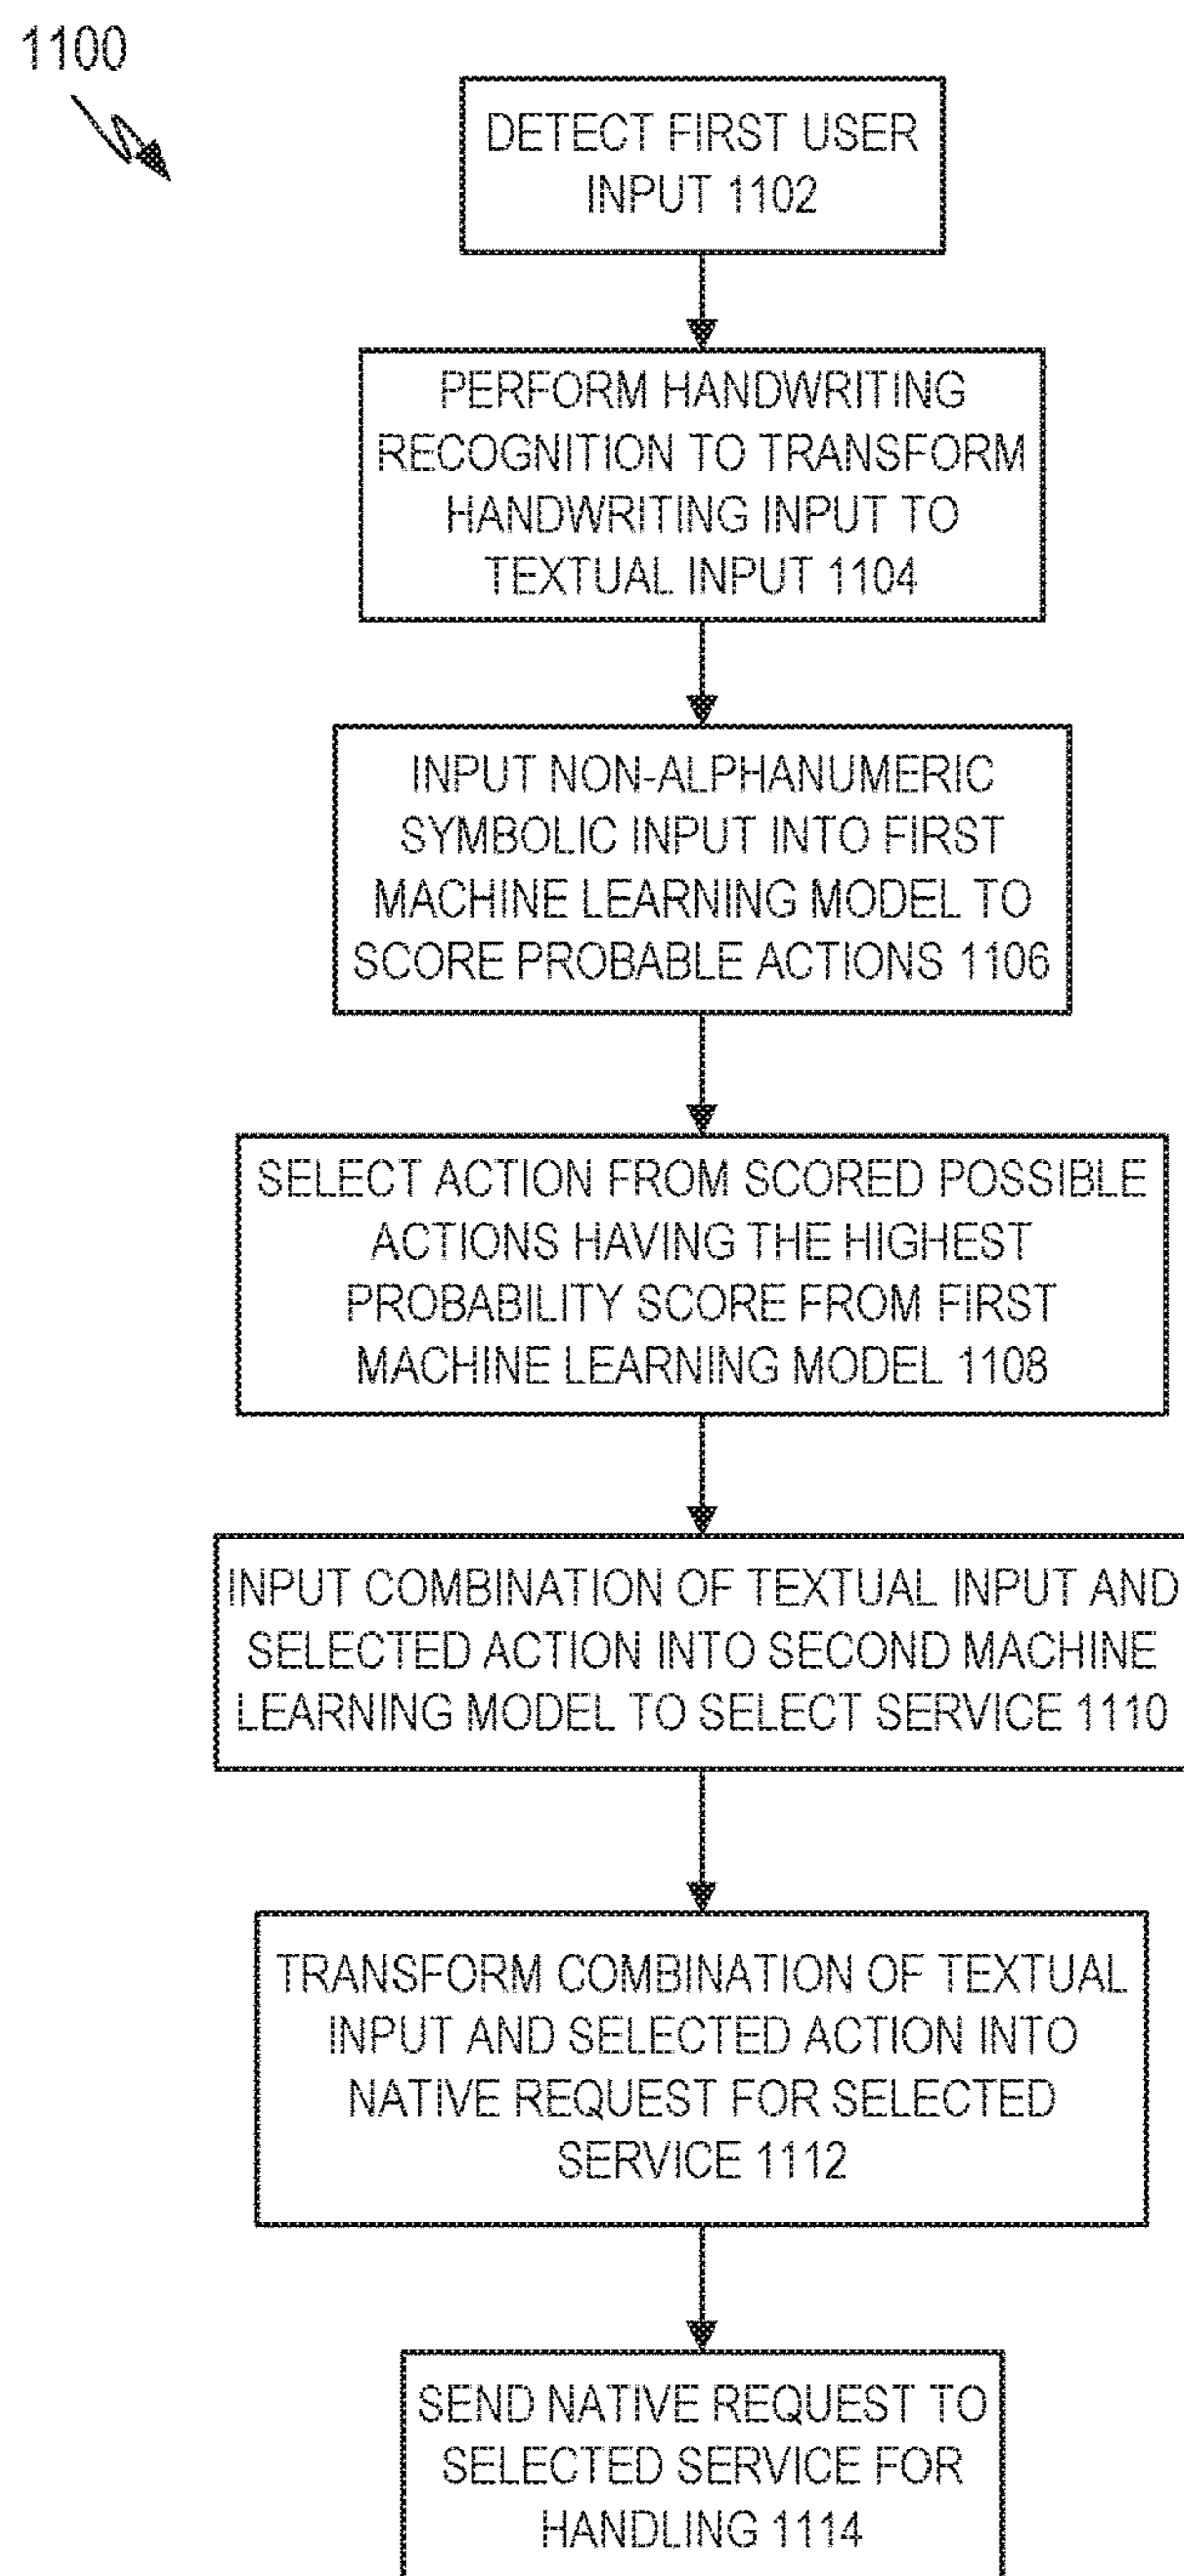 1100
DETECT FIRST USER
INPUT 1102
PERFORM HANDWRITING
RECOGNITION TO TRANSFORM
HANDWRITING INPUT TO
TEXTUAL INPUT 1104
INPUT NON-ALPHANUMERIC
SYMBOLIC INPUT INTO FIRST
MACHINE LEARNING MODEL TO
SCORE PROBABLE ACTIONS 1106
SELECT ACTION FROM SCORED POSSIBLE
ACTIONS HAVING THE HIGHEST
PROBABILITY SCORE FROM FIRST
MACHINE LEARNING MODEL 1108
INPUT COMBINATION OF TEXTUAL INPUT AND
SELECTED ACTION INTO SECOND MACHINE
LEARNING MODEL TO SELECT SERVICE 1110
TRANSFORM COMBINATION OF TEXTUAL
INPUT AND SELECTED ACTION INTO
NATIVE REQUEST FOR SELECTED
SERVICE 1112
SEND NATIVE REQUEST TO
SELECTED SERVICE FOR
HANDLING 1114